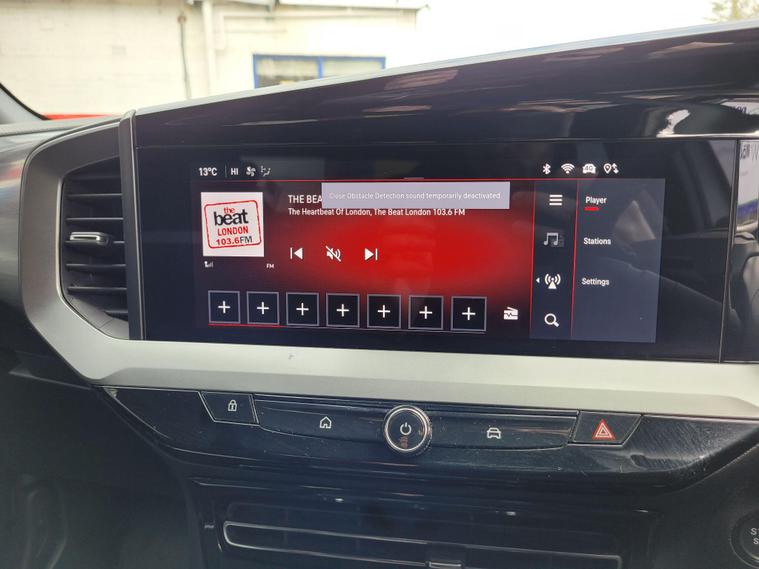 13°C HI
THE BEA
Close Obstacle Detection sound temporarily deactivated.
The Heartbeat Of London, The Beat London 103.6 FM
the
beat
LONDON
103.6FM
FM
Player
Stations
Settings